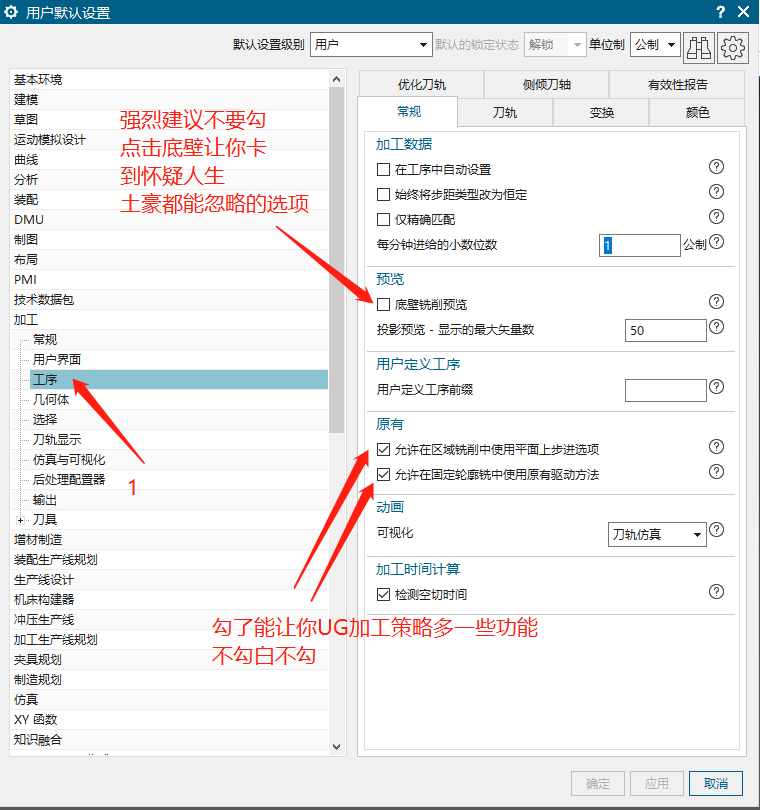 用户默认设置
默认设置级别 用户 默认的锁定状态 解锁 单位制 公制
基本环境
建模
草图
运动模拟设计
曲线
分析
装配
DMU
制图
布局
PMI
技术数据包
加工
常规
用户界面
工序
几何体
选择
刀轨显示
仿真与可视化
后处理配置器
输出
刀具
增材制造
装配生产线规划
生产线设计
机床构建器
冲压生产线
加工生产线规划
夹具规划
制造规划
仿真
XY 函数
知识融合
强烈建议不要勾
点击底壁让你卡
到怀疑人生
土豪都能忽略的选项
1
优化刀轨 侧倾刀轴 有效性报告
常规 刀轨 变换 颜色
加工数据
在工序中自动设置
始终将步距类型改为恒定
仅精确匹配
每分钟进给的小数位数 1 公制
预览
底壁铣削预览
投影预览 - 显示的最大矢量数 50
用户定义工序
用户定义工序前缀
原有
允许在区域铣削中使用平面上步进选项
允许在固定轮廓铣中使用原有驱动方法
动画
可视化 刀轨仿真
加工时间计算
检测空切时间
勾了能让你UG加工策略多一些功能
不勾白不勾
确定 应用 取消